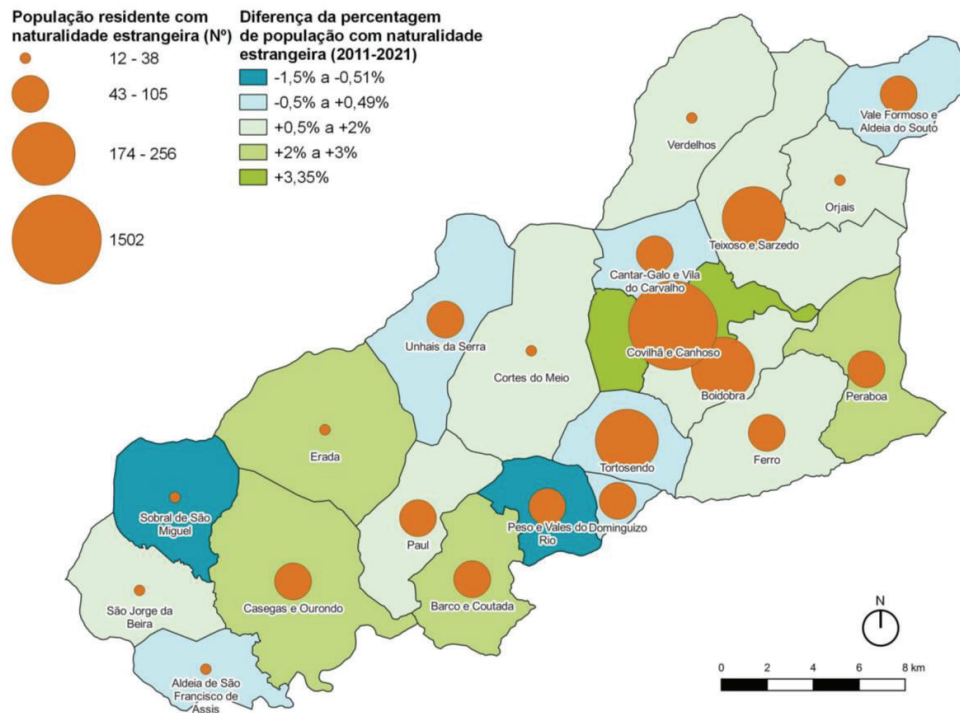 População residente com
naturalidade estrangeira (Nº)
12 - 38
43 - 105
174 - 256
1502
Diferença da percentagem
de população com naturalidade
estrangeira (2011-2021)
-1,5% a -0,51%
-0,5% a +0,49%
+0,5% a +2%
+2% a +3%
+3,35%
Vale Formoso e
Aldeia do Souto
Verdelhos
Orjais
Teixoso e Sarzedo
Cantar-Galo e Vila
do Carvalho
Unhais da Serra
Covilhã e Canhoso
Cortes do Meio
Boidobra
Peraboa
Erada
Tortosendo
Ferro
Sobral de São
Miguel
Peso e Vales do
Rio
Dominguizo
Paul
São Jorge da
Beira
Casegas e Ourondo
Barco e Coutada
Aldeia de São
Francisco de
Assis
N
0 2 4 6 8 km